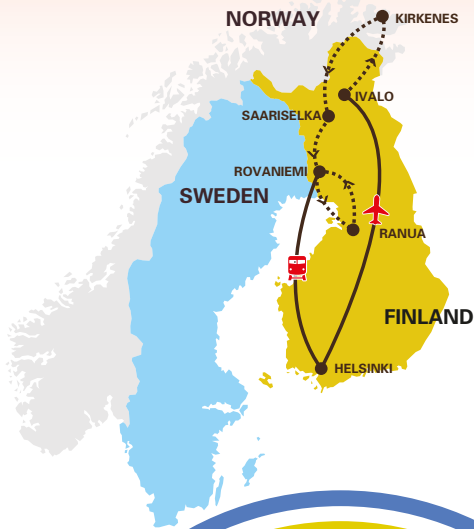 NORWAY
KIRKENES
IVALO
SAARISELKA
ROVANIEMI
SWEDEN
RANUA
FINLAND
HELSINKI